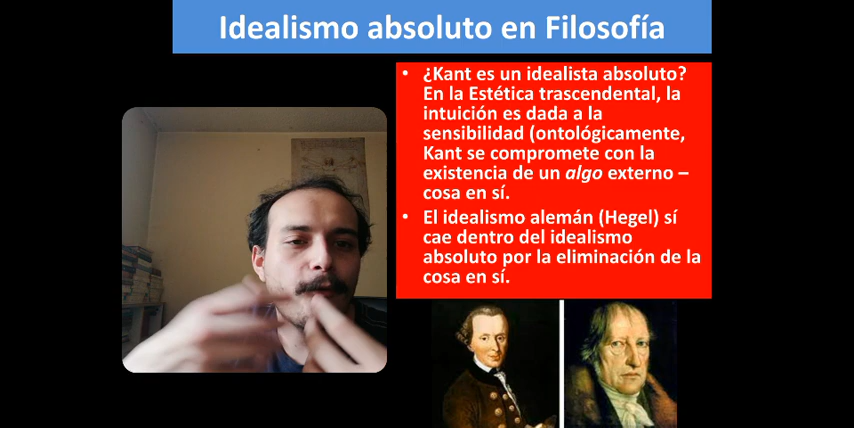 Idealismo absoluto en Filosofía
• ¿Kant es un idealista absoluto?
En la Estética trascendental, la
intuición es dada a la
sensibilidad (ontológicamente,
Kant se compromete con la
existencia de un algo externo –
cosa en sí.
• El idealismo alemán (Hegel) sí
cae dentro del idealismo
absoluto por la eliminación de la
cosa en sí.